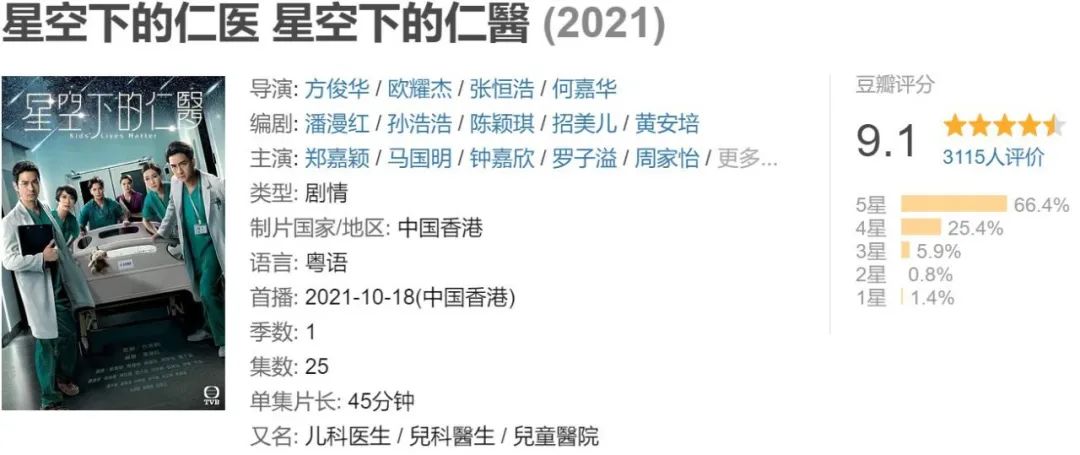 星空下的仁医 星空下的仁醫 (2021)
星空下的仁醫
Kids' Lives Matter
TVB
导演: 方俊华 / 欧耀杰 / 张恒浩 / 何嘉华
编剧: 潘漫红 / 孙浩浩 / 陈颖琪 / 招美儿 / 黄安培
主演: 郑嘉颖 / 马国明 / 钟嘉欣 / 罗子溢 / 周家怡 / 更多...
类型: 剧情
制片国家/地区: 中国香港
语言: 粤语
首播: 2021-10-18(中国香港)
季数: 1
集数: 25
单集片长: 45分钟
又名: 儿科医生 / 兒科醫生 / 兒童醫院
豆瓣评分
9.1
3115人评价
5星 66.4%
4星 25.4%
3星 5.9%
2星 0.8%
1星 1.4%